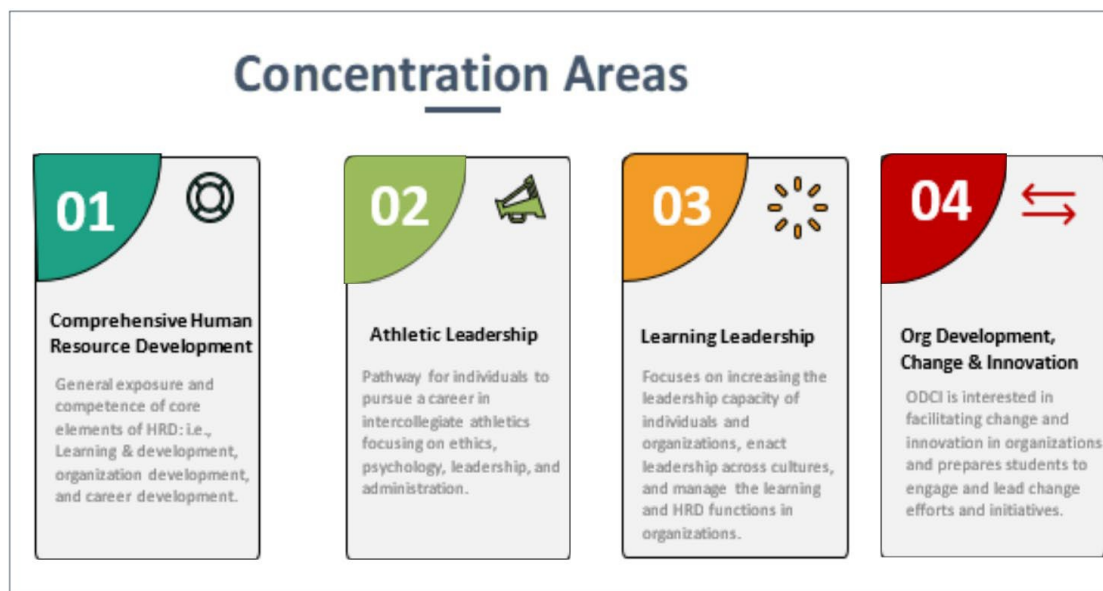 Concentration Areas
01
Comprehensive Human
Resource Development
General exposure and
competence of core
elements of HRD: i.e.,
Learning & development,
organization development,
and career development.
02
Athletic Leadership
Pathway for individuals to
pursue a career in
intercollegiate athletics
focusing on ethics,
psychology, leadership, and
administration.
03
Learning Leadership
Focuses on increasing the
leadership capacity of
individuals and
organizations, enact
leadership across cultures,
and manage the learning
and HRD functions in
organizations.
04
Org Development,
Change & Innovation
ODCI is interested in
facilitating change and
innovation in organizations
and prepares students to
engage and lead change
efforts and initiatives.